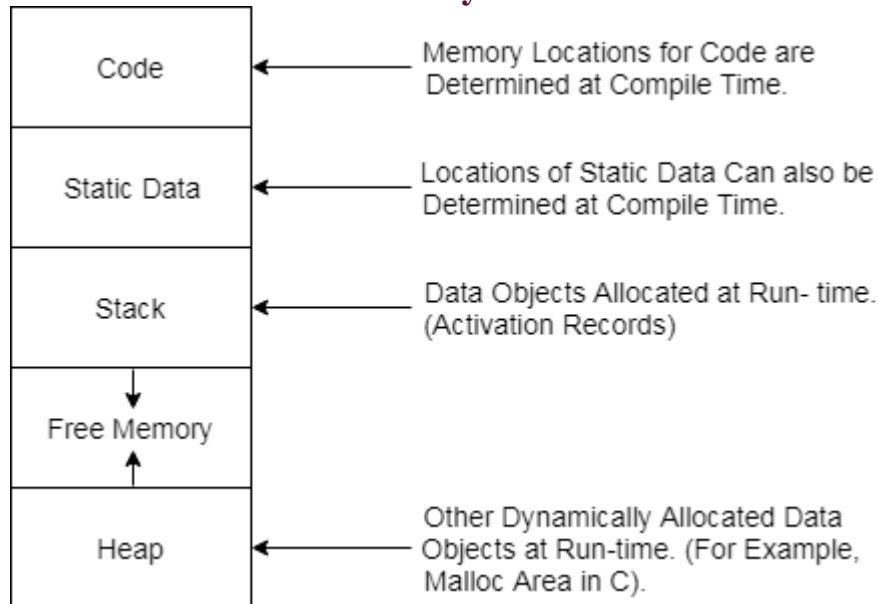 Code
Memory Locations for Code are
Determined at Compile Time.
Static Data
Locations of Static Data Can also be
Determined at Compile Time.
Stack
Data Objects Allocated at Run- time.
(Activation Records)
Free Memory
Heap
Other Dynamically Allocated Data
Objects at Run-time. (For Example,
Malloc Area in C).